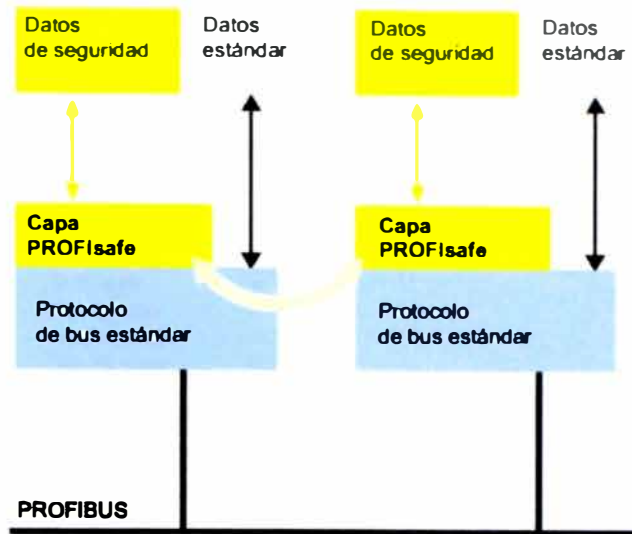 Datos
de seguridad
Datos
estándar
Datos
de seguridad
Datos
estándar
Capa
PROFIsafe
Capa
PROFIsafe
Protocolo
de bus estándar
Protocolo
de bus estándar
PROFIBUS